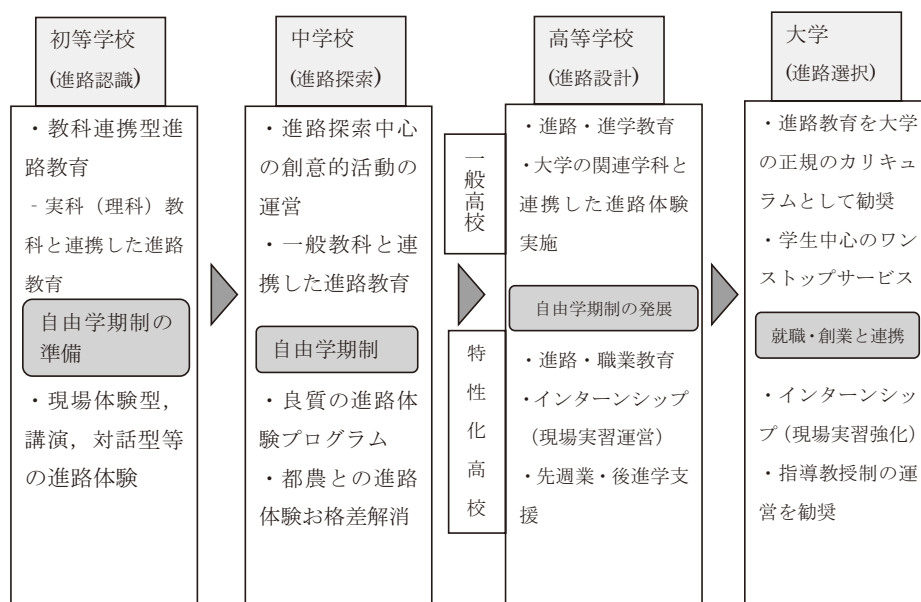 初等学校
(進路認識)
・教科連携型進
路教育
‐実科（理科）教
科と連携した進路
教育
自由学期制の
準備
・現場体験型，
講演，対話型等
の進路体験
中学校
(進路探索)
・進路探索中心
の創意的活動の
運営
・一般教科と連
携した進路教育
自由学期制
・良質の進路体
験プログラム
・都農との進路
体験お格差解消
一般高校
特性化高校
高等学校
(進路設計)
・進路・進学教育
・大学の関連学科と
連携した進路体験
実施
自由学期制の発展
・進路・職業教育
・インターンシップ
（現場実習運営）
・先週業・後進学支
援
大学
(進路選択)
・進路教育を大学
の正規のカリキュ
ラムとして勧奨
・学生中心のワン
ストップサービス
就職・創業と連携
・インターンシッ
プ（現場実習強化）
・指導教授制の運
営を勧奨